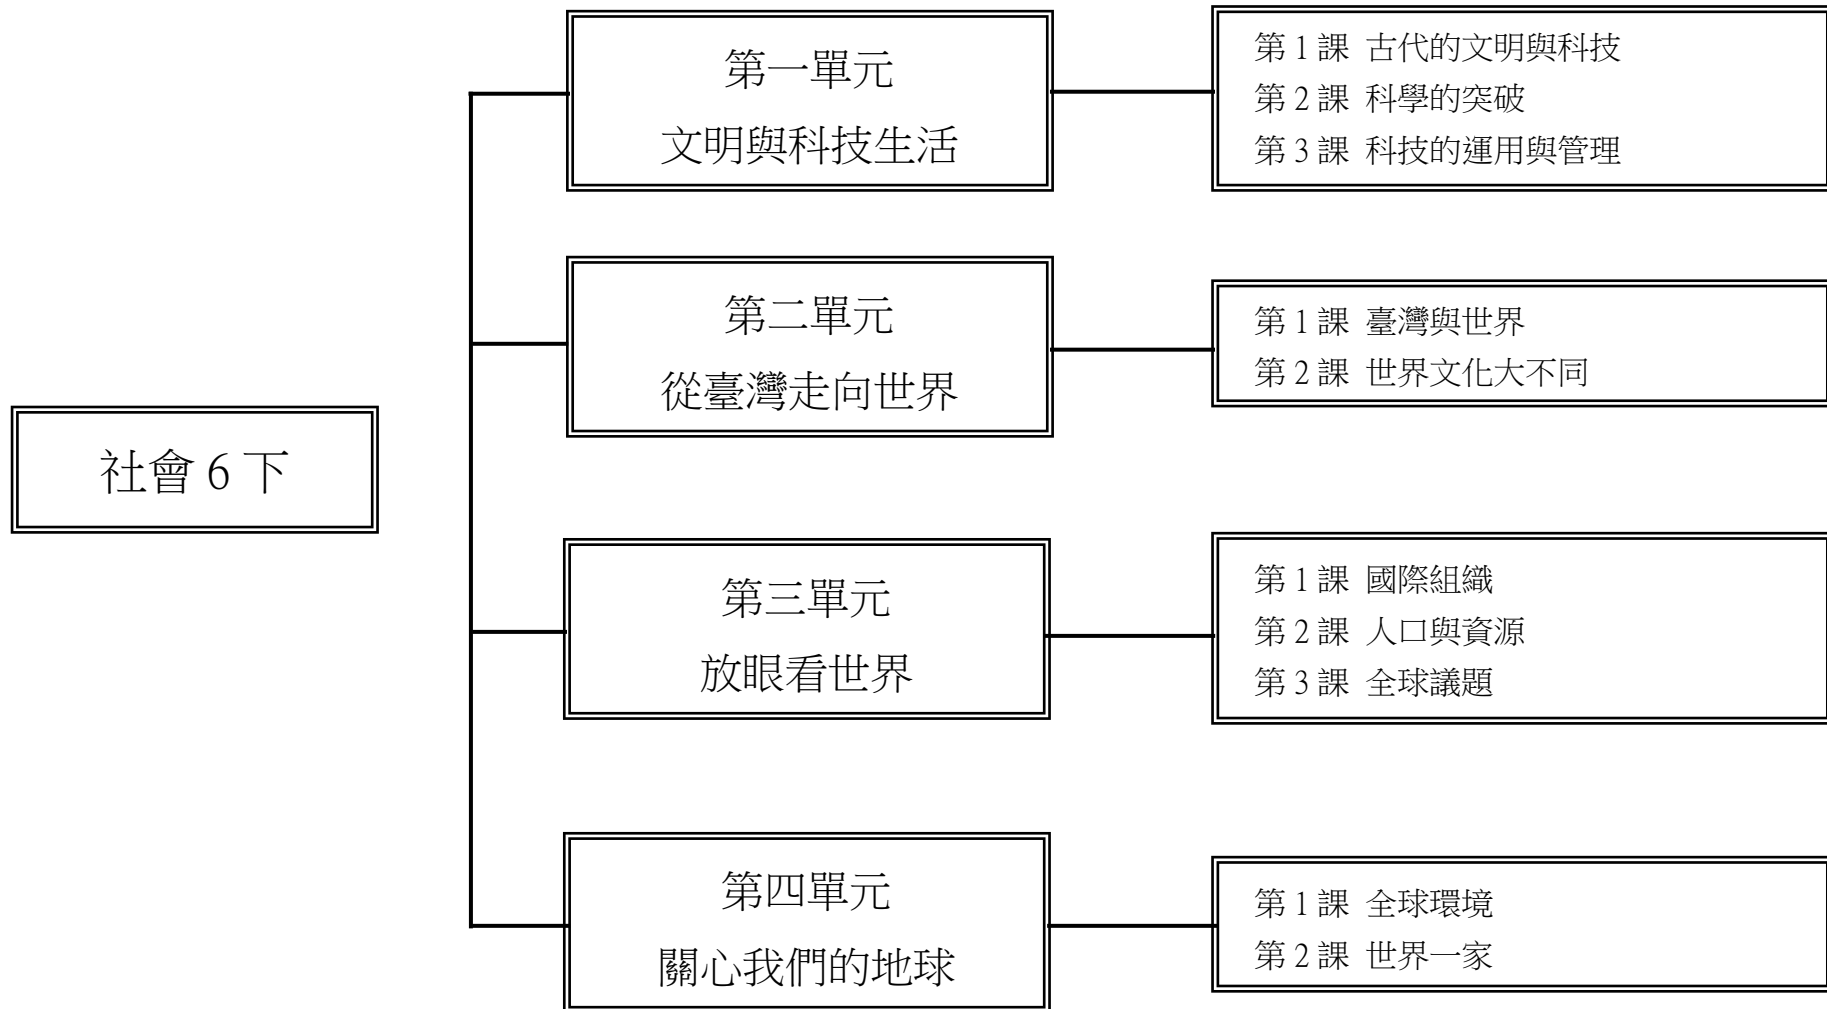 社會6下
第一單元
文明與科技生活
第1課 古代的文明與科技
第2課 科學的突破
第3課 科技的運用與管理
第二單元
從臺灣走向世界
第1課 臺灣與世界
第2課 世界文化大不同
第三單元
放眼看世界
第1課 國際組織
第2課 人口與資源
第3課 全球議題
第四單元
關心我們的地球
第1課 全球環境
第2課 世界一家